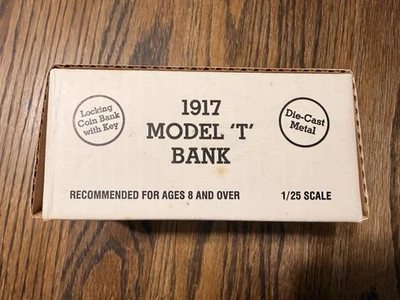 Locking
Coin Bank
with Key
1917
MODEL 'T'
BANK
Die-Cast
Metal
RECOMMENDED FOR AGES 8 AND OVER
1/25 SCALE